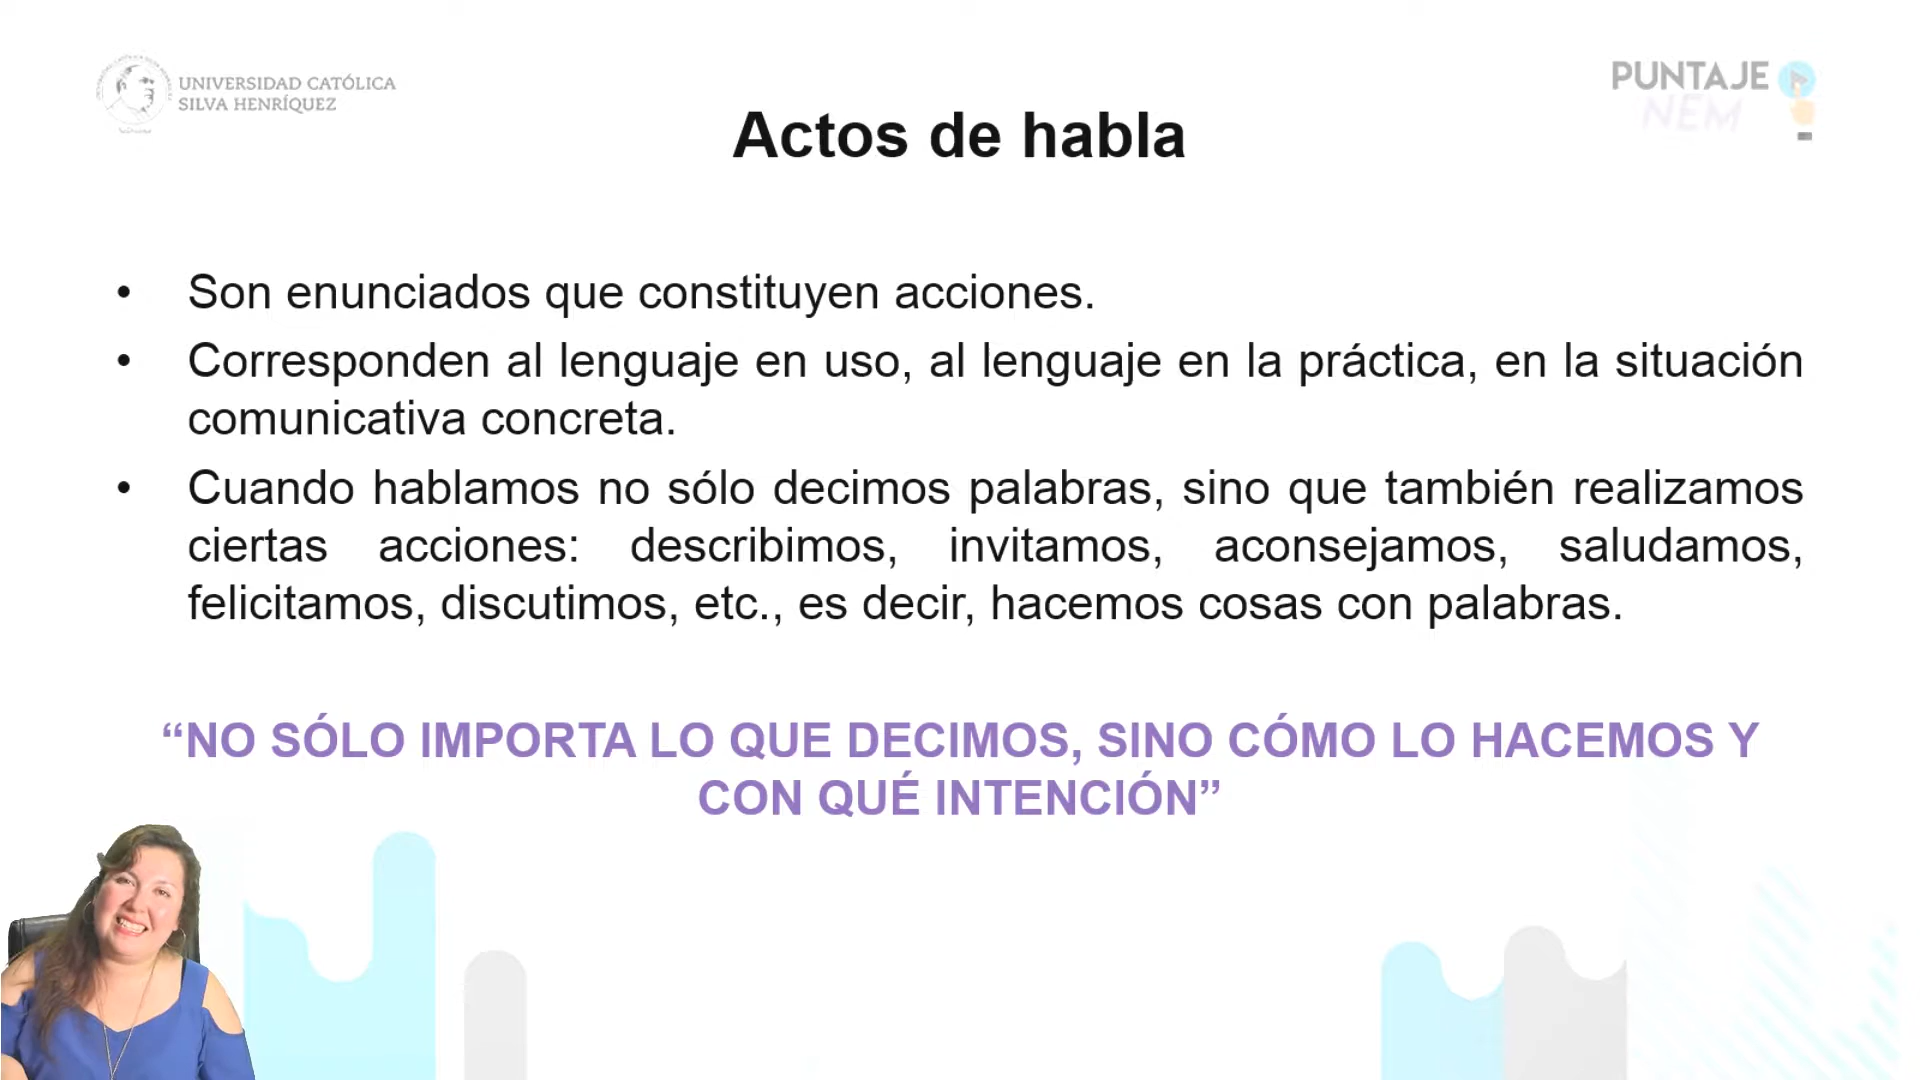 UNIVERSIDAD CATÓLICA
SILVA HENRÍQUEZ
PUNTAJE
NEM
Actos de habla
• Son enunciados que constituyen acciones.
• Corresponden al lenguaje en uso, al lenguaje en la práctica, en la situación
comunicativa concreta.
• Cuando hablamos no sólo decimos palabras, sino que también realizamos
ciertas acciones: describimos, invitamos, aconsejamos, saludamos,
felicitamos, discutimos, etc., es decir, hacemos cosas con palabras.
“NO SÓLO IMPORTA LO QUE DECIMOS, SINO CÓMO LO HACEMOS Y
CON QUÉ INTENCIÓN”